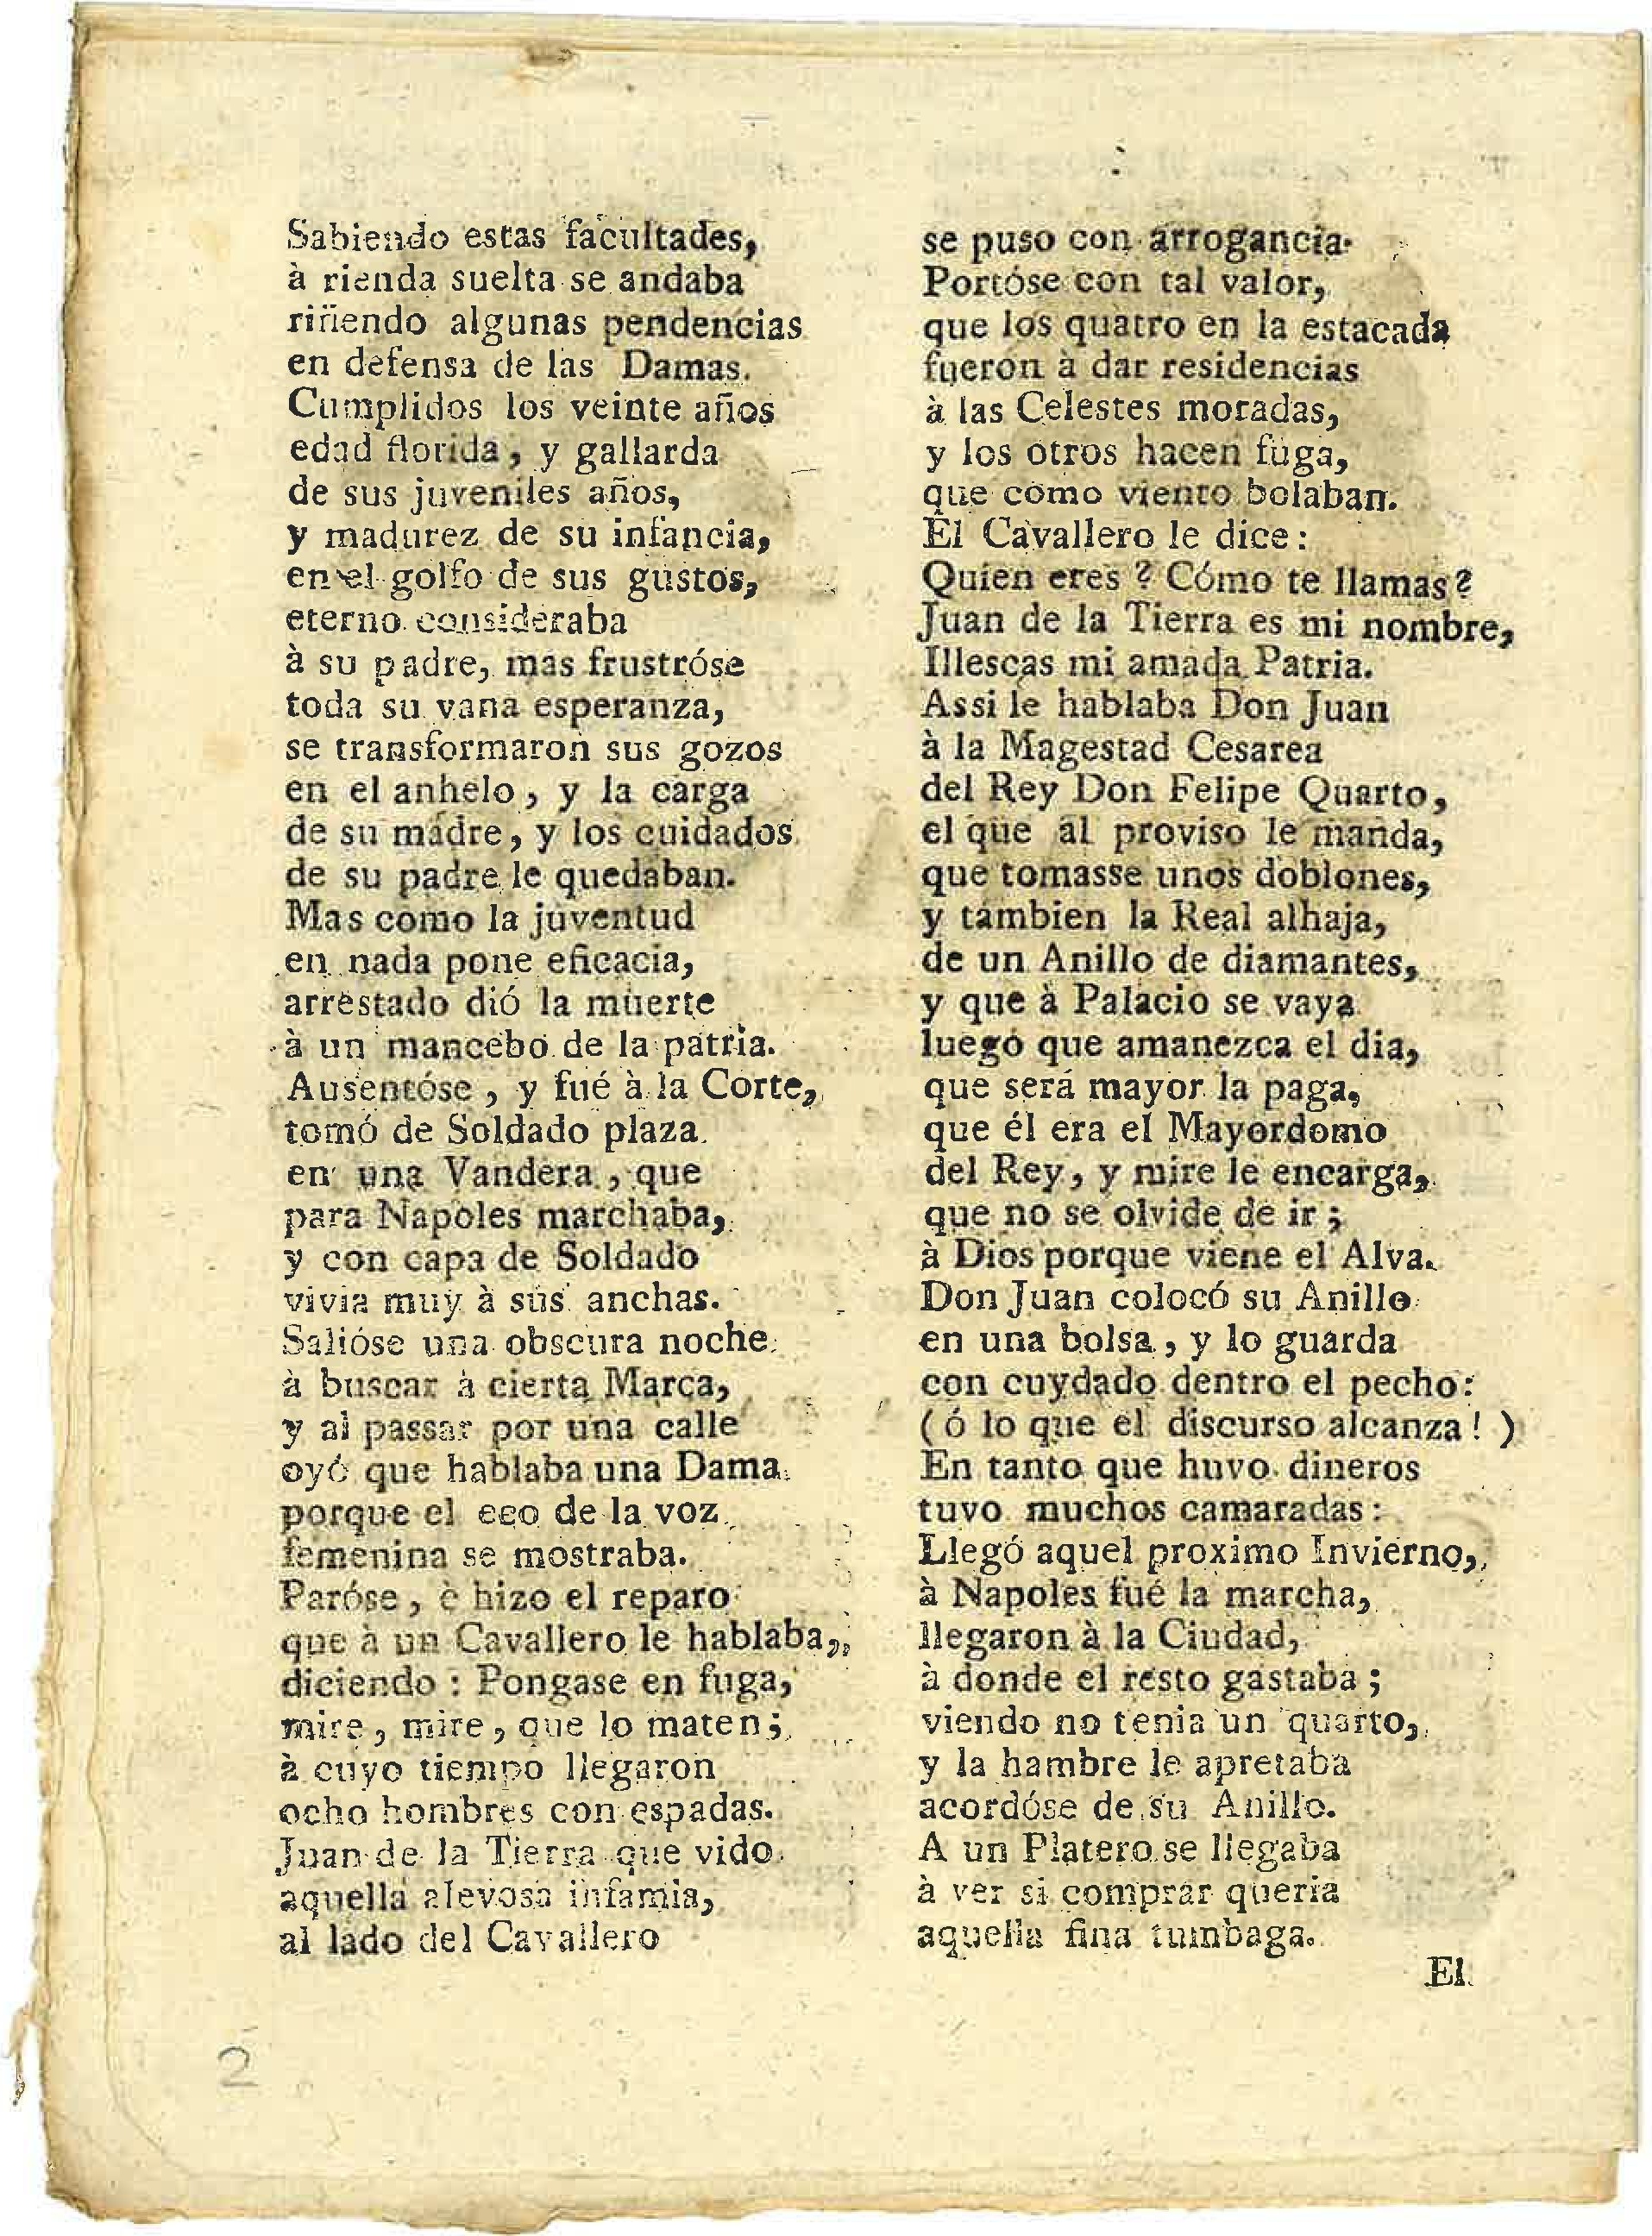 Sabiendo estas facultades,
à rienda suelta se andaba
riñendo algunas pendencias
en defensa de las Damas.
Cumplidos los veinte años
edad florida, y gallarda
de sus juveniles años,
y madurez de su infancia,
en el golfo de sus gustos,
eterno consideraba
à su padre, mas frustróse
toda su vana esperanza,
se transformaron sus gozos
en el anhelo, y la carga
de su madre, y los cuidados
de su padre le quedaban.
Mas como la juventud
en nada pone eficacia,
arrestado dió la muerte
à un mancebo de la patria.
Ausentóse, y fué à la Corte,
tomó de Soldado plaza
en una Vandera, que
para Napoles marchaba,
y con capa de Soldado
vivia muy à sus anchas.
Salióse una obscura noche
à buscar à cierta Marca,
y al passar por una calle
oyó que hablaba una Dama
porque el eco de la voz
femenina se mostraba.
Paróse, è hizo el reparo
que à un Cavallero le hablaba,
diciendo: Pongase en fuga,
mire, mire, que lo maten;
à cuyo tiempo llegaron
ocho hombres con espadas.
Juan de la Tierra que vido
aquella alevosa infamia,
al lado del Cavallero
se puso con arrogancia.
Portóse con tal valor,
que los quatro en la estacada
fueron à dar residencias
à las Celestes moradas,
y los otros hacen fuga,
que como viento bolaban.
El Cavallero le dice:
Quien eres? Cómo te llamas?
Juan de la Tierra es mi nombre,
Illescas mi amada Patria.
Assi le hablaba Don Juan
à la Magestad Cesarea
del Rey Don Felipe Quarto,
el que al proviso le manda,
que tomasse unos doblones,
y tambien la Real alhaja,
de un Anillo de diamantes,
y que à Palacio se vaya
luego que amanezca el dia,
que será mayor la paga,
que él era el Mayordomo
del Rey, y mire le encarga,
que no se olvide de ir;
à Dios porque viene el Alva.
Don Juan colocó su Anillo
en una bolsa, y lo guarda
con cuydado dentro el pecho:
(ó lo que el discurso alcanza!)
En tanto que huvo dineros
tuvo muchos camaradas:
Llegó aquel proximo Invierno,
à Napoles fué la marcha,
llegaron à la Ciudad,
à donde el resto gastaba;
viendo no tenia un quarto,
y la hambre le apretaba
acordóse de su Anillo.
A un Platero se llegaba
à ver si comprar queria
aquella fina tumbaga.
El
2